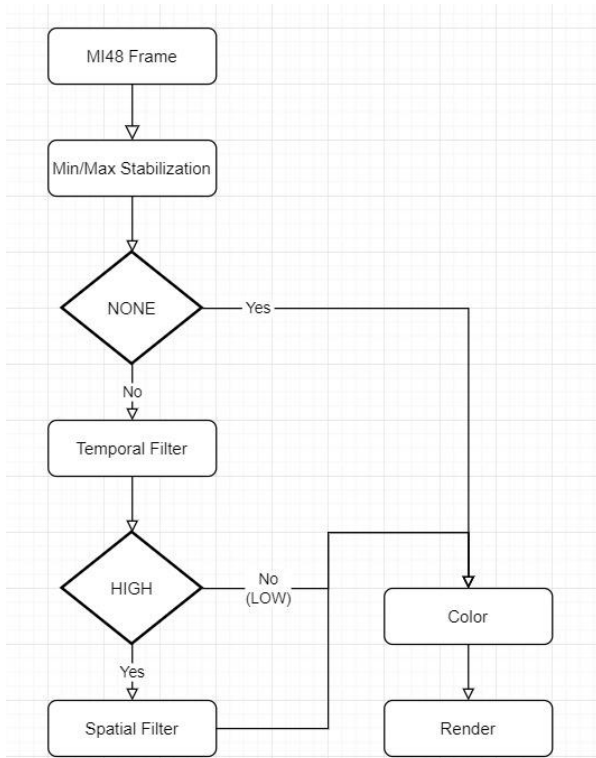 MI48 Frame
Min/Max Stabilization
NONE
Yes
No
Temporal Filter
HIGH
No
(LOW)
Color
Yes
Spatial Filter
Render